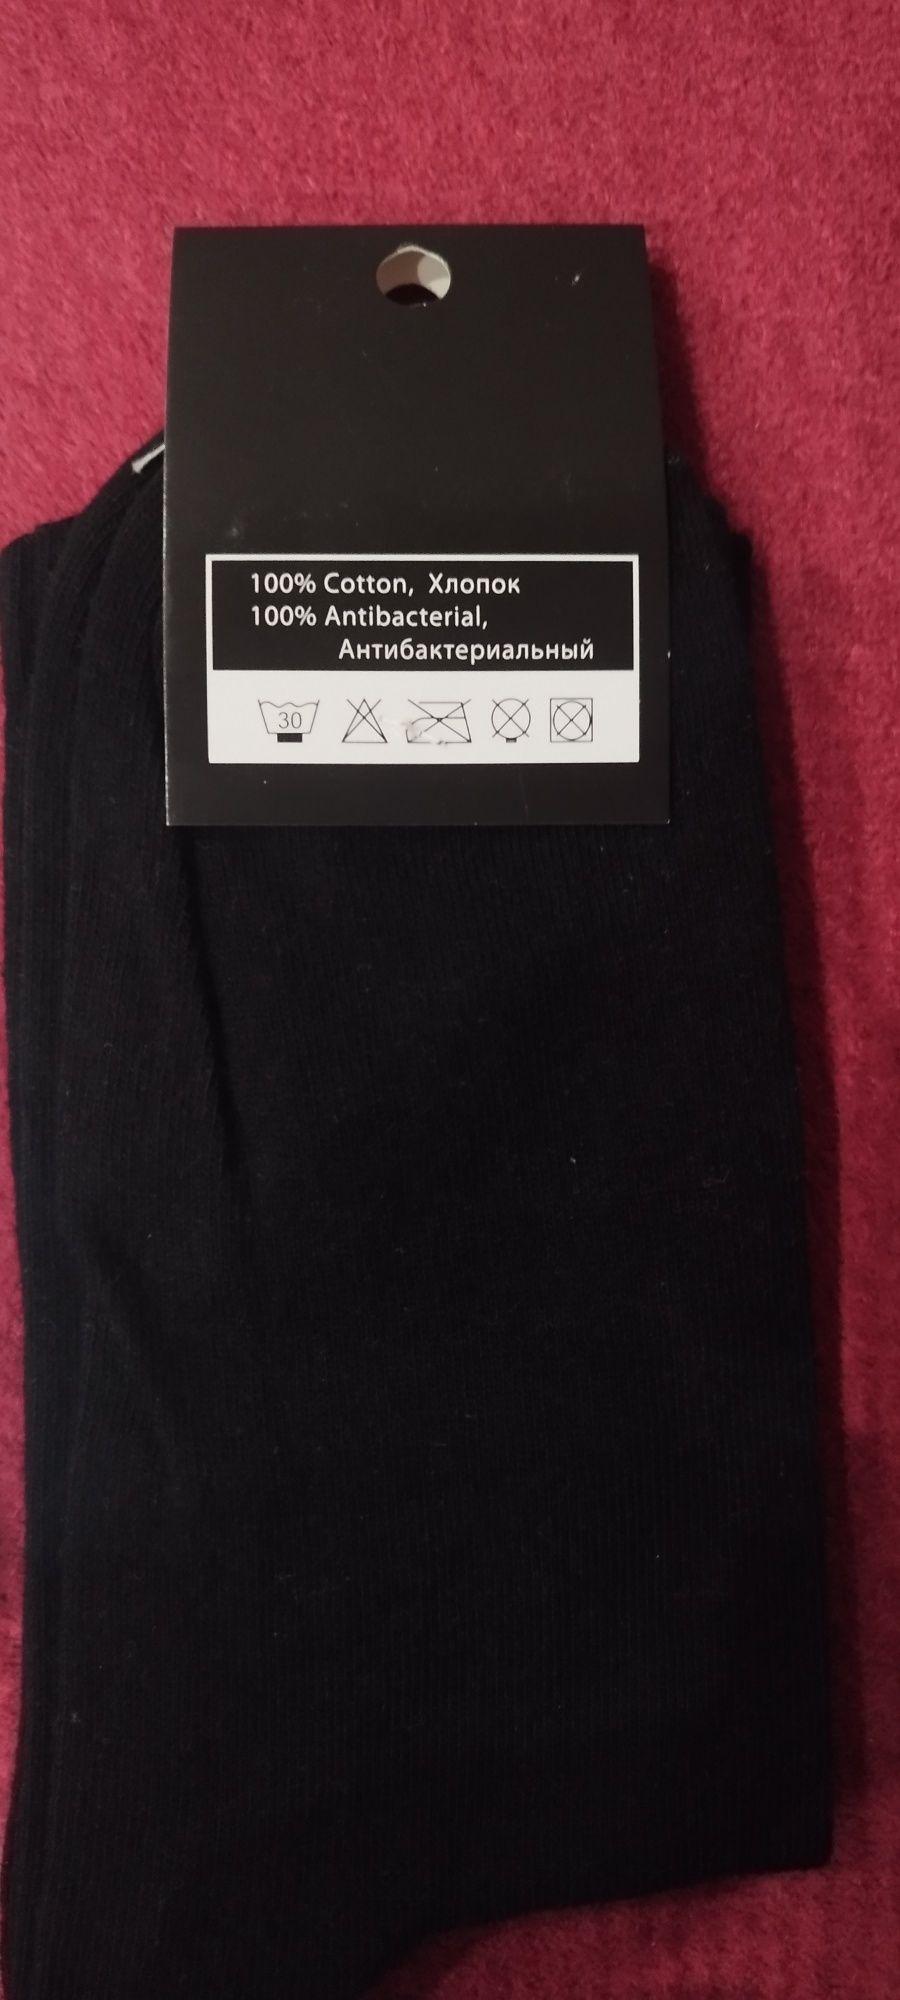 100% Cotton, Хлопок
100% Antibacterial,
Антибактериальный
30